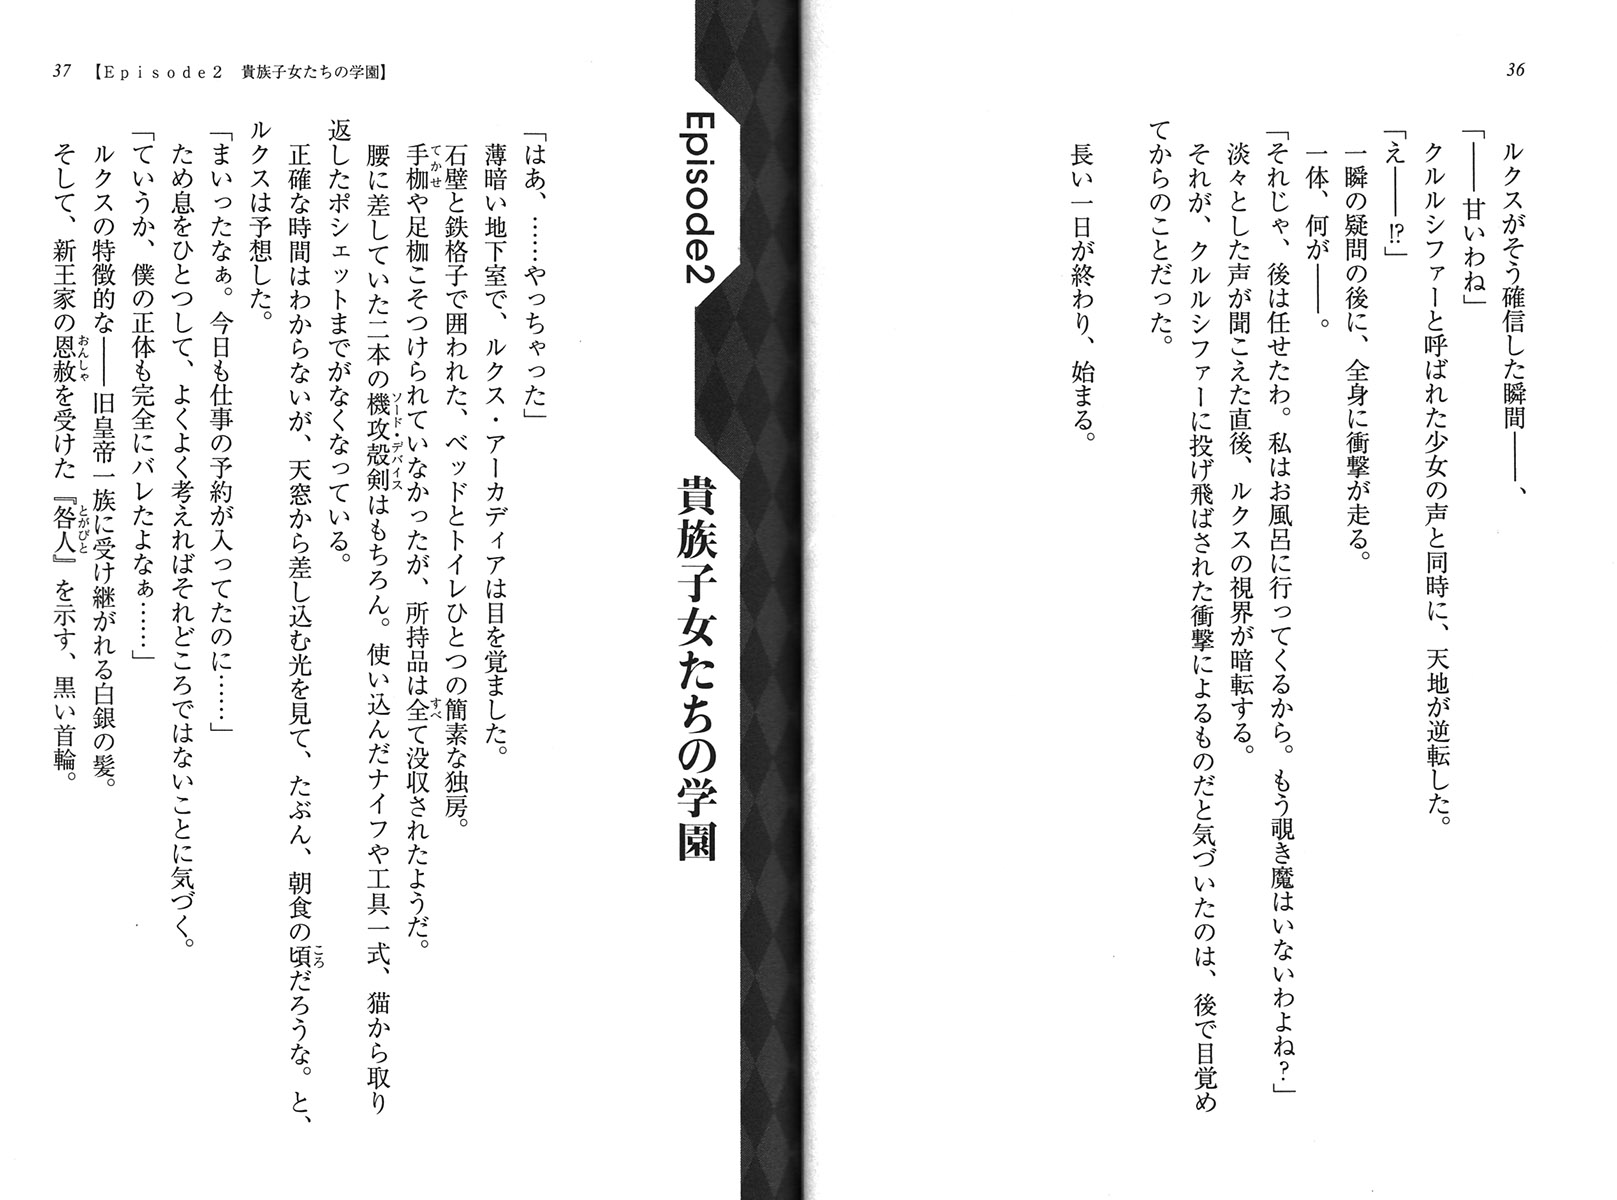 36
ルクスがそう確信した瞬間――、
「――甘いわね」
クルルシファーと呼ばれた少女の声と同時に、天地が逆転した。
「え――!?」
一瞬の疑問の後に、全身に衝撃が走る。
一体、何が――。
「それじゃ、後は任せたわ。私はお風呂に行ってくるから。もう覗き魔はいないわよね?」
淡々とした声が聞こえた直後、ルクスの視界が暗転する。
それが、クルルシファーに投げ飛ばされた衝撃によるものだと気づいたのは、後で目覚め
てからのことだった。
長い一日が終わり、始まる。
Episode2 貴族子女たちの学園
37 【Episode2 貴族子女たちの学園】
「はあ、……やっちゃった」
薄暗い地下室で、ルクス・アーカディアは目を覚ました。
石壁と鉄格子で囲われた、ベッドとトイレひとつの簡素な独房。
手枷や足枷こそつけられていなかったが、所持品は全て没収されたようだ。
てかせ
すべ
腰に差していた二本の機攻殻剣はもちろん。使い込んだナイフや工具一式、猫から取り
ソード・デバイス
返したポシェットまでがなくなっている。
正確な時間はわからないが、天窓から差し込む光を見て、たぶん、朝食の頃だろうな。と、
ころ
ルクスは予想した。
「まいったなぁ。今日も仕事の予約が入ってたのに……」
ため息をひとつして、よくよく考えればそれどころではないことに気づく。
「ていうか、僕の正体も完全にバレたよなぁ……」
ルクスの特徴的な――旧皇帝一族に受け継がれる白銀の髪。
そして、新王家の恩赦を受けた『咎人』を示す、黒い首輪。
おんしゃ
とがびと